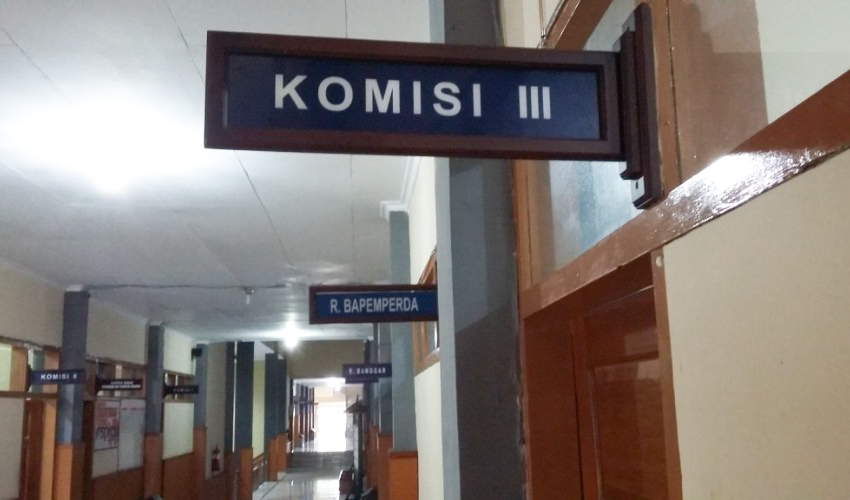 KOMISI III
R. BAPEMPERDA
R. BANGGAR
KOMISI II